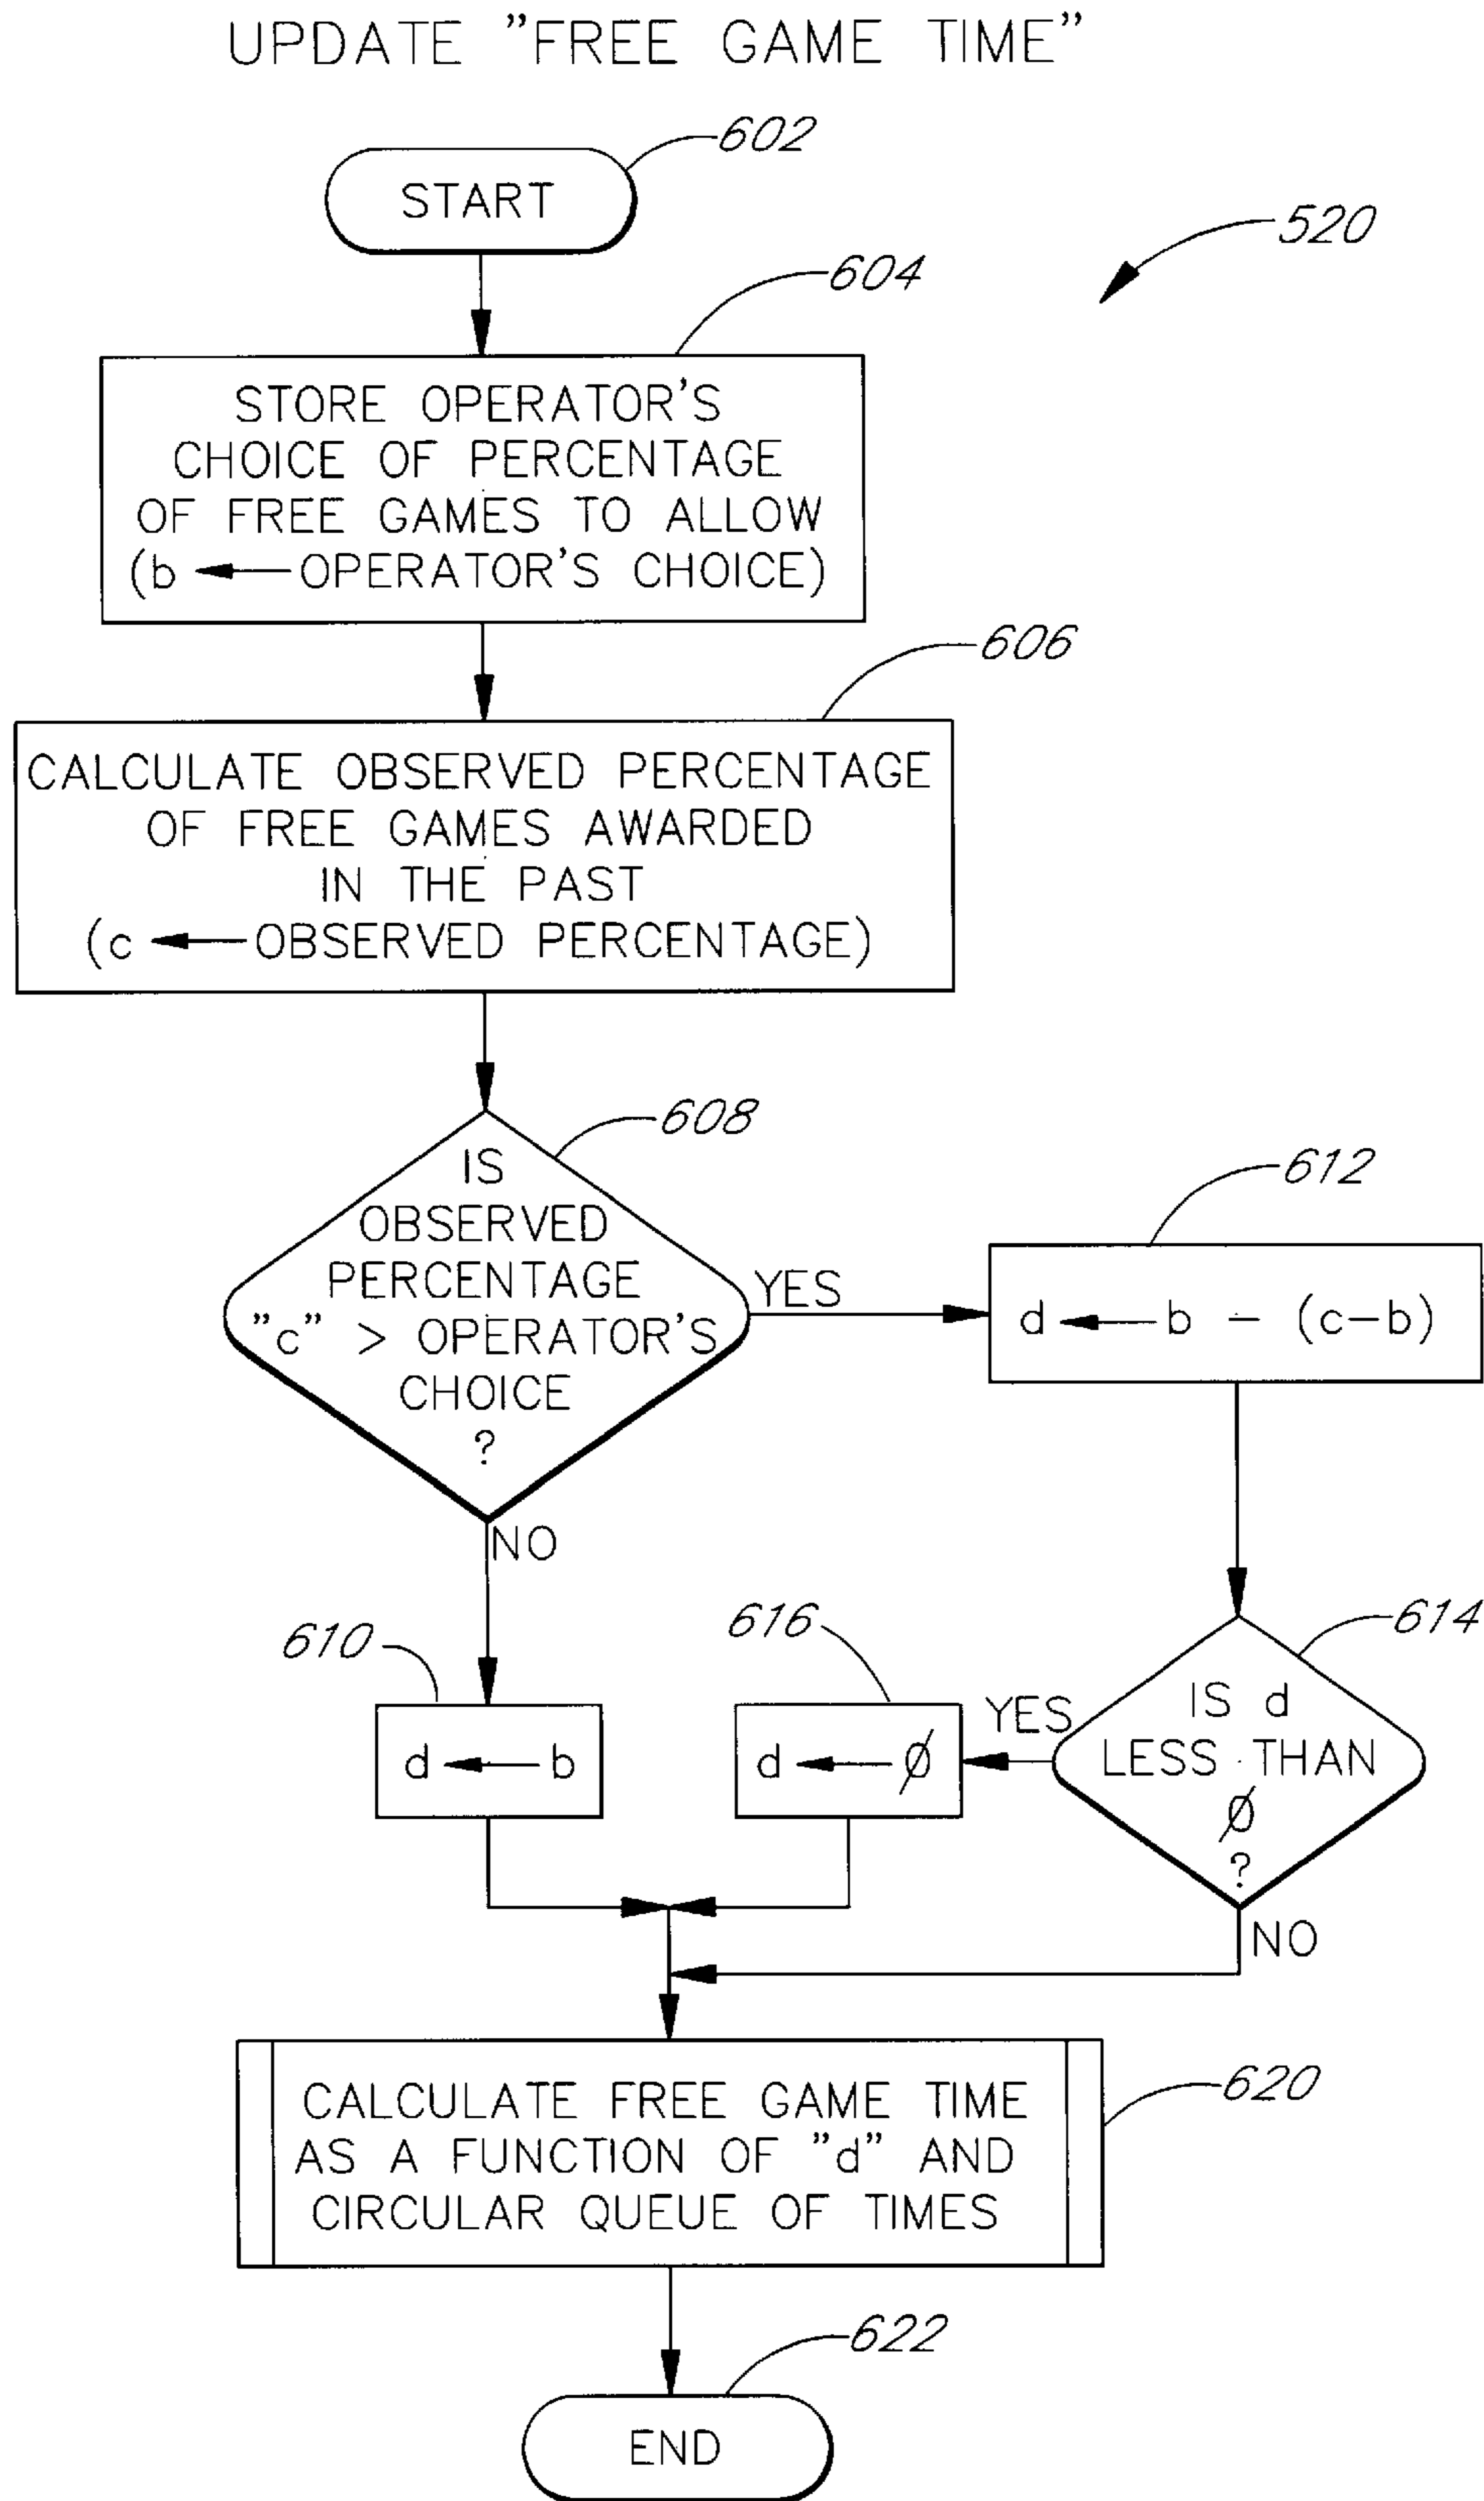 UPDATE "FREE GAME TIME"
602
START
520
604
STORE OPERATOR'S
CHOICE OF PERCENTAGE
OF FREE GAMES TO ALLOW
(b ← OPERATOR'S CHOICE)
606
CALCULATE OBSERVED PERCENTAGE
OF FREE GAMES AWARDED
IN THE PAST
(c ← OBSERVED PERCENTAGE)
608
IS
OBSERVED
PERCENTAGE
"c" > OPERATOR'S
CHOICE
?
YES
612
d ← b - (c-b)
NO
610
d ← b
616
d ← Ø
YES
614
IS d
LESS THAN
Ø
?
NO
620
CALCULATE FREE GAME TIME
AS A FUNCTION OF "d" AND
CIRCULAR QUEUE OF TIMES
622
END